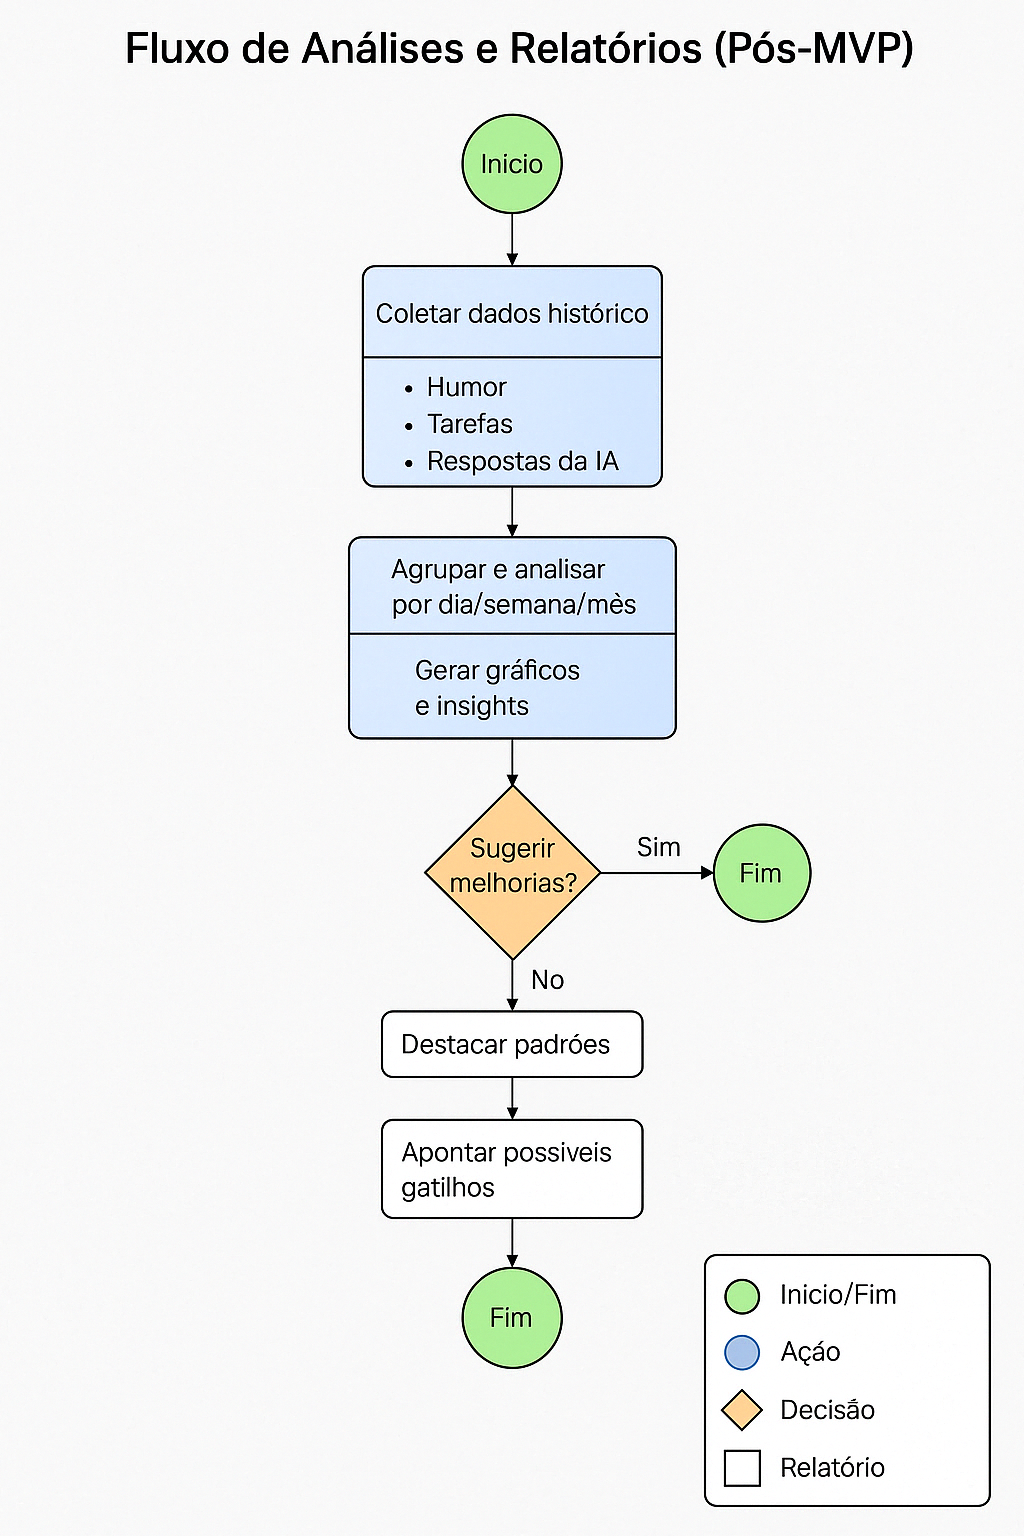 Fluxo de Análises e Relatórios (Pós-MVP)
Inicio
Coletar dados histórico
• Humor
• Tarefas
• Respostas da IA
Agrupar e analisar
por dia/semana/mès
Gerar gráficos
e insights
Sugerir
melhorias?
Sim
Fim
No
Destacar padróes
Apontar possiveis
gatilhos
Fim
Inicio/Fim
Açáo
Decisão
Relatório